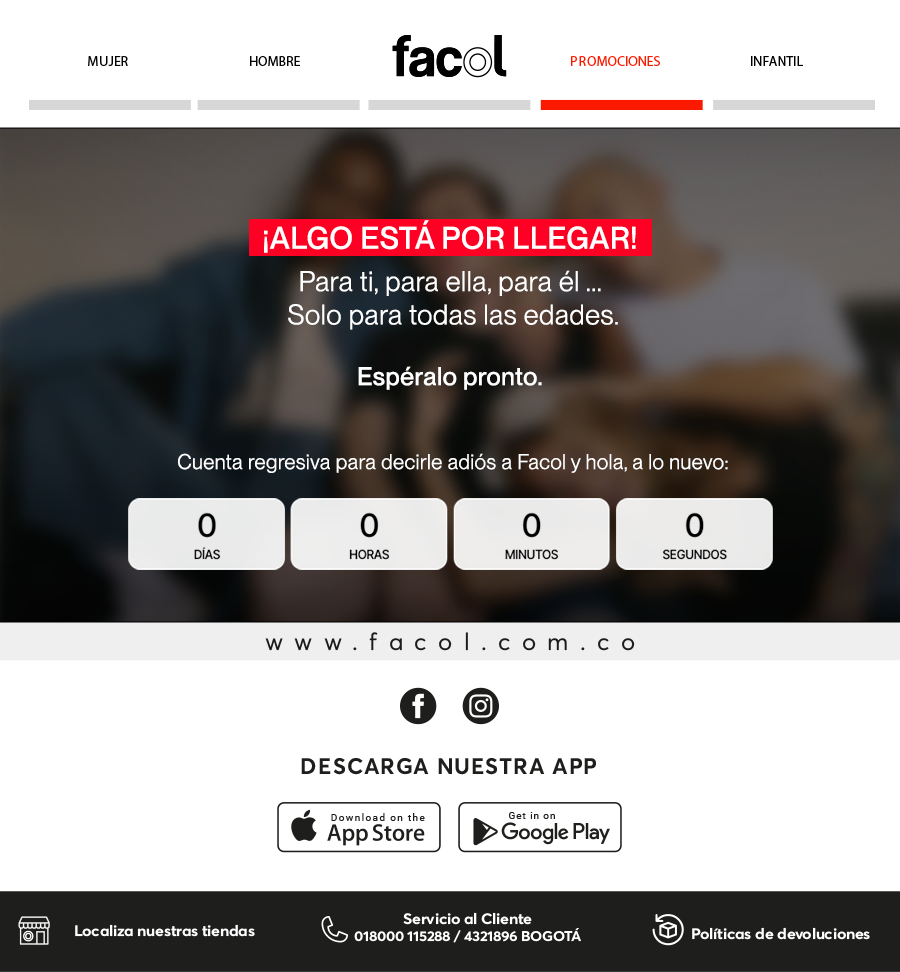 MUJER
HOMBRE
facol
PROMOCIONES
INFANTIL
¡ALGO ESTÁ POR LLEGAR!
Para ti, para ella, para él ...
Solo para todas las edades.
Espéralo pronto.
Cuenta regresiva para decirle adiós a Facol y hola, a lo nuevo:
0
DÍAS
0
HORAS
0
MINUTOS
0
SEGUNDOS
www.facol.com.co
DESCARGA NUESTRA APP
Download on the
App Store
Get in on
Google Play
Localiza nuestras tiendas
Servicio al Cliente
018000 115288 / 4321896 BOGOTÁ
Políticas de devoluciones